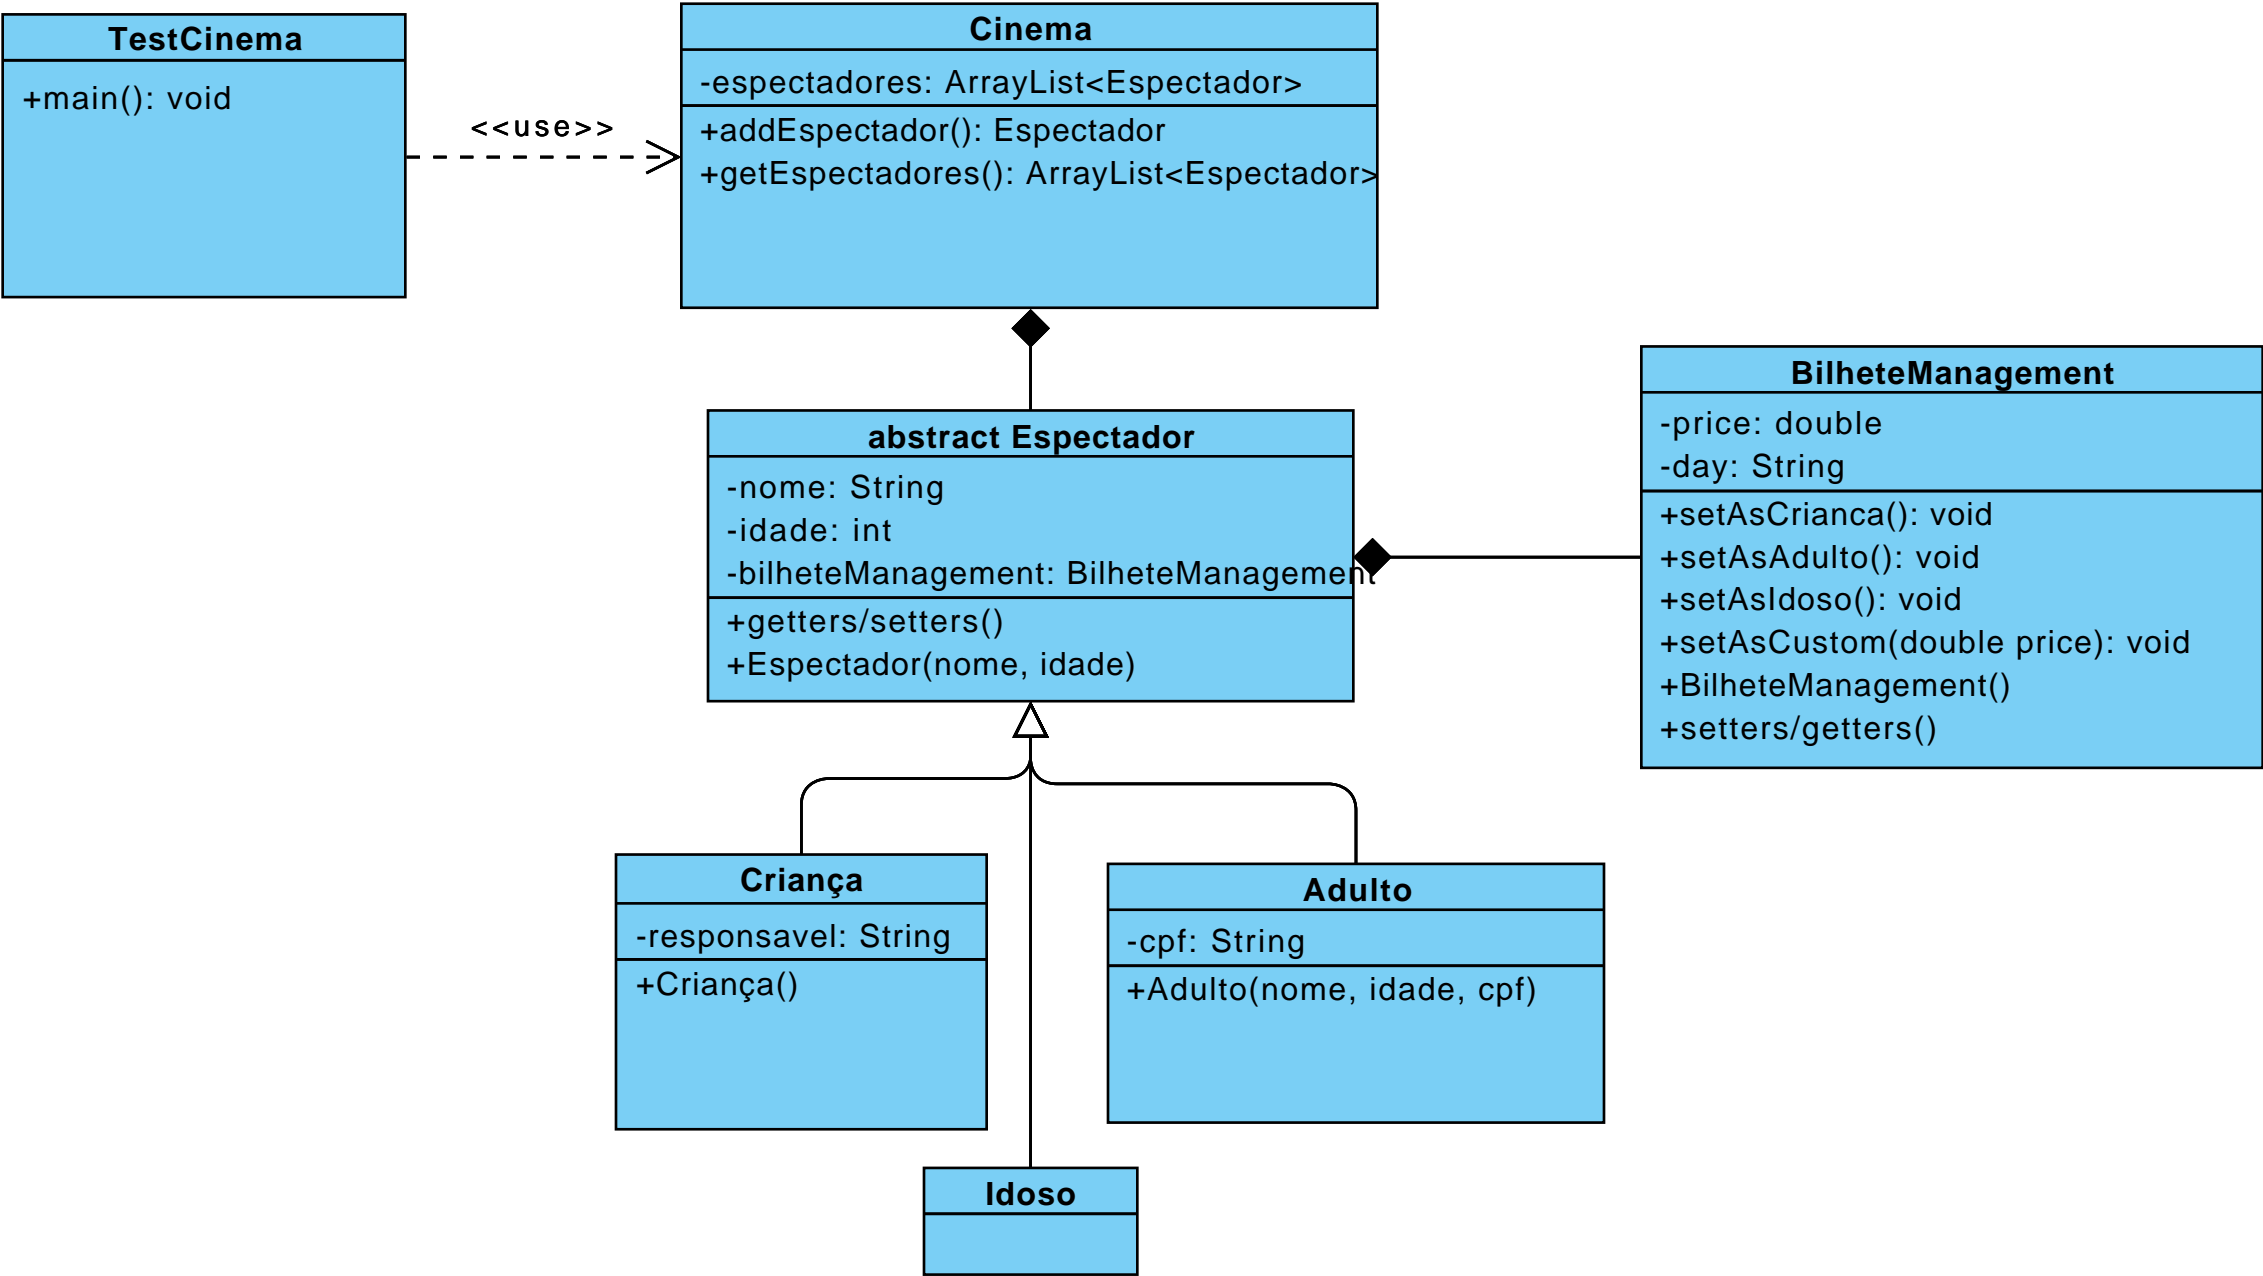 TestCinema
+main(): void
<<use>>
Cinema
-espectadores: ArrayList<Espectador>
+addEspectador(): Espectador
+getEspectadores(): ArrayList<Espectador>
abstract Espectador
-nome: String
-idade: int
-bilheteManagement: BilheteManagement
+getters/setters()
+Espectador(nome, idade)
BilheteManagement
-price: double
-day: String
+setAsCrianca(): void
+setAsAdulto(): void
+setAsIdoso(): void
+setAsCustom(double price): void
+BilheteManagement()
+setters/getters()
Criança
-responsavel: String
+Criança()
Adulto
-cpf: String
+Adulto(nome, idade, cpf)
Idoso